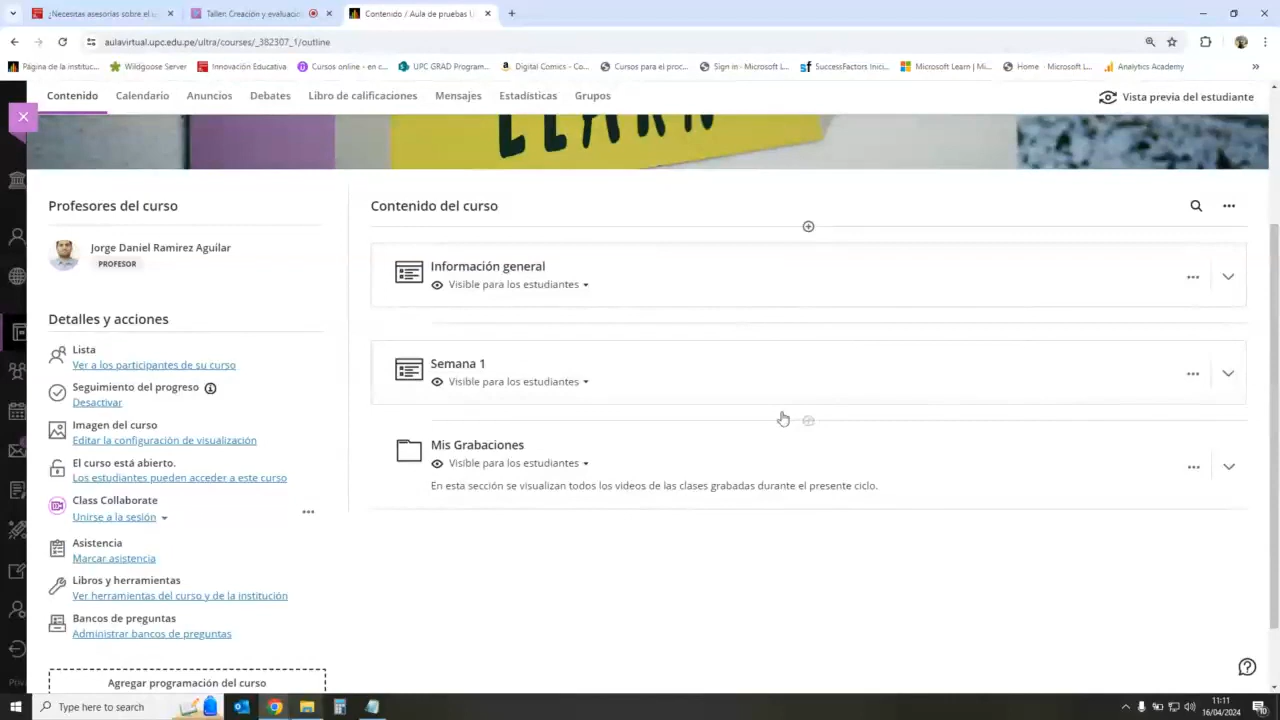 ¿Necesitas asesorías sobre el u
Taller: Creación y evaluació
Contenido / Aula de pruebas U
aulavirtual.upc.edu.pe/ultra/courses/_382307_1/outline
Página de la instituc...
Wildgoose Server
Innovación Educativa
Cursos online - en c...
UPC GRAD Program...
Digital Comics - Co...
Cursos para el proc...
Sign in - Microsoft L...
SuccessFactors Inici...
Microsoft Learn | Mi...
Home - Microsoft L...
Analytics Academy
Contenido
Calendario
Anuncios
Debates
Libro de calificaciones
Mensajes
Estadísticas
Grupos
Vista previa del estudiante
LEARN
Profesores del curso
Jorge Daniel Ramirez Aguilar
PROFESOR
Detalles y acciones
Lista
Ver a los participantes de su curso
Seguimiento del progreso
Desactivar
Imagen del curso
Editar la configuración de visualización
El curso está abierto.
Los estudiantes pueden acceder a este curso
Class Collaborate
Unirse a la sesión
Asistencia
Marcar asistencia
Libros y herramientas
Ver herramientas del curso y de la institución
Bancos de preguntas
Administrar bancos de preguntas
Agregar programación del curso
Contenido del curso
Información general
Visible para los estudiantes
Semana 1
Visible para los estudiantes
Mis Grabaciones
Visible para los estudiantes
En esta sección se visualizan todos los videos de las clases grabadas durante el presente ciclo.
Priv
Type here to search
11:11
16/04/2024